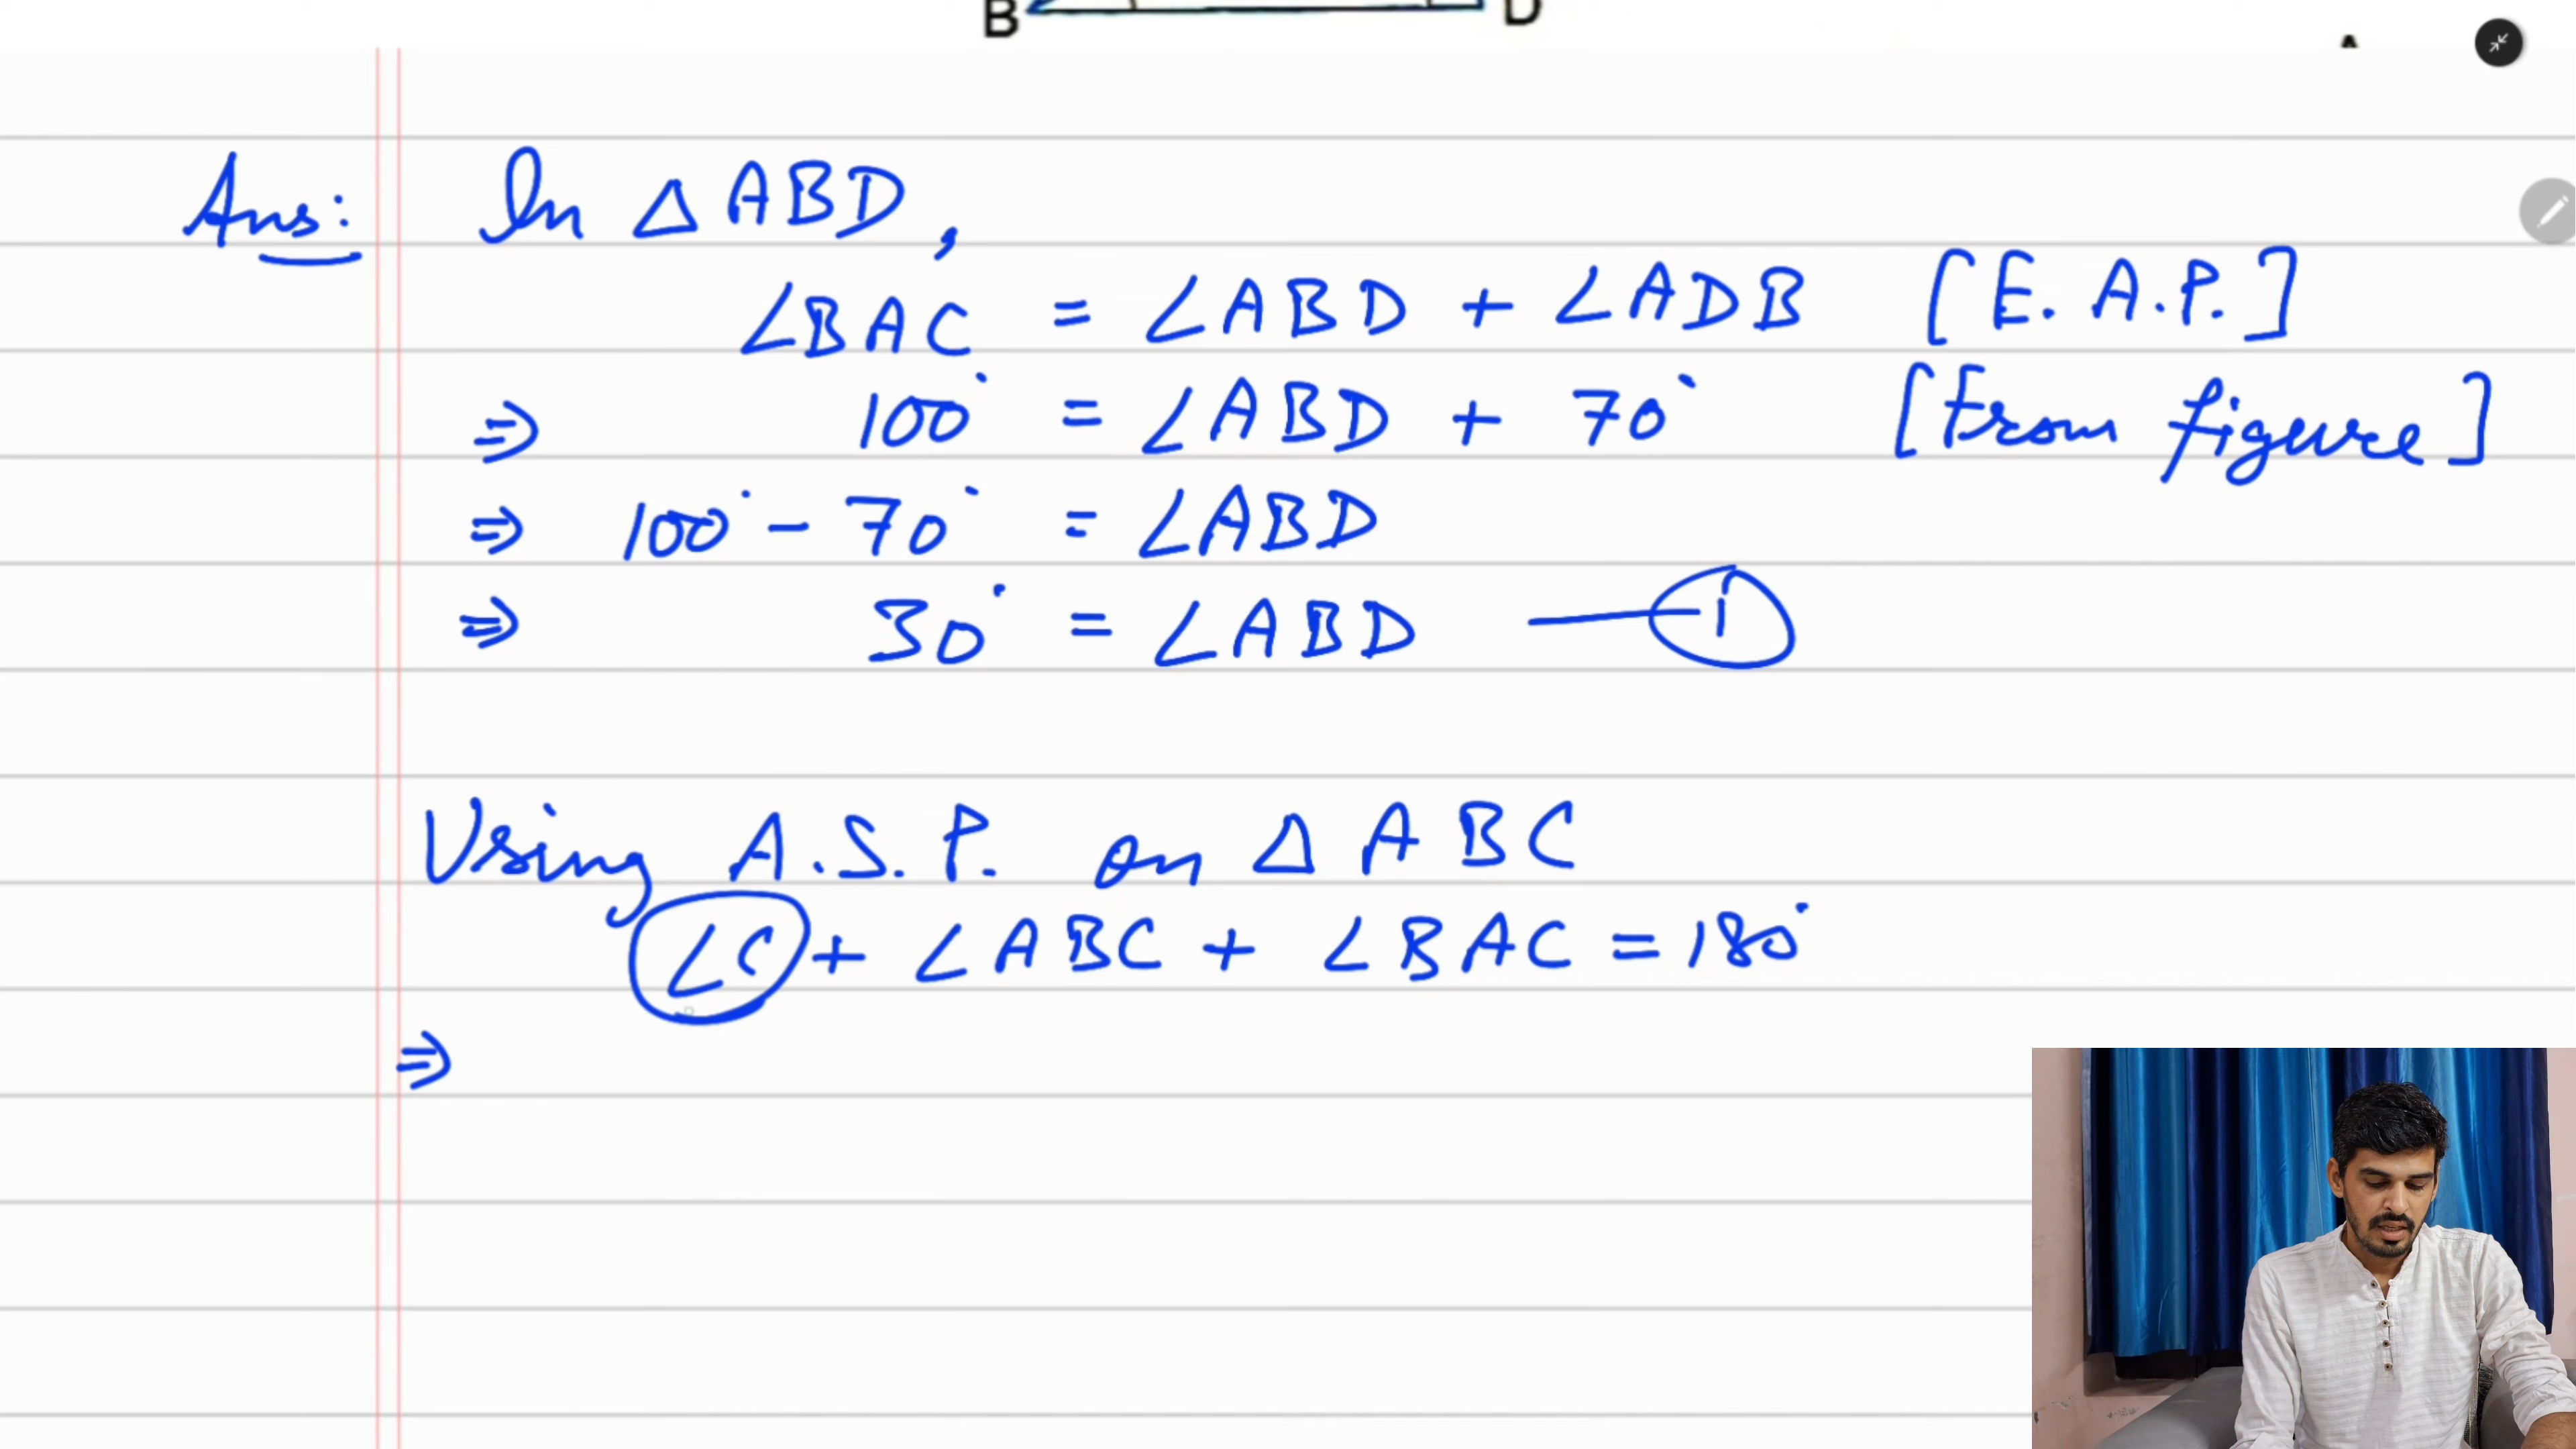 B D
A
Ans: In △ ABD,
∠BAC = ∠ABD + ∠ADB [E. A.P.]
⇒ 100° = ∠ABD + 70° [From figure]
⇒ 100° - 70° = ∠ABD
⇒ 30° = ∠ABD — i
Using A.S.P. on △ ABC
∠C + ∠ABC + ∠BAC = 180°
⇒